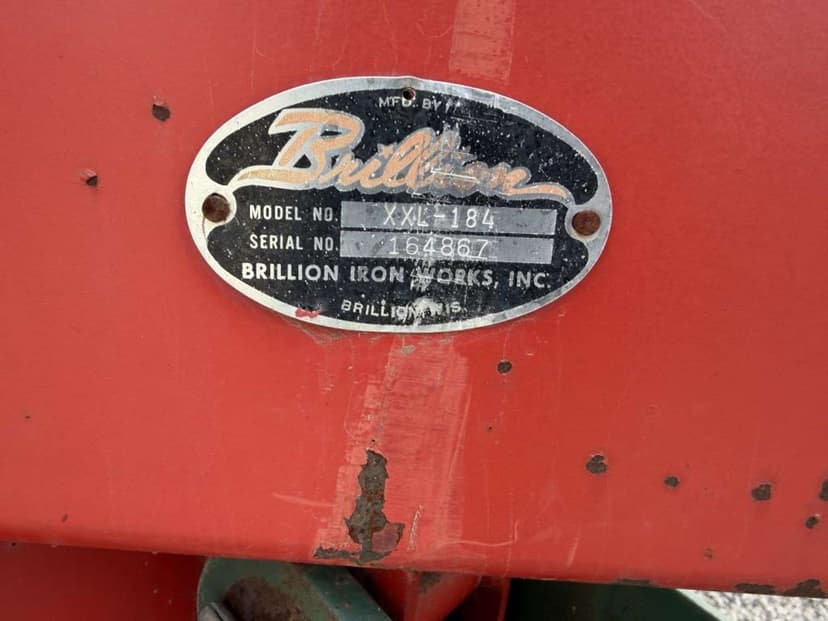 MFD. BY
Brillion
MODEL NO. XXL-184
SERIAL NO. 164867
BRILLION IRON WORKS, INC.
BRILLION, WIS.